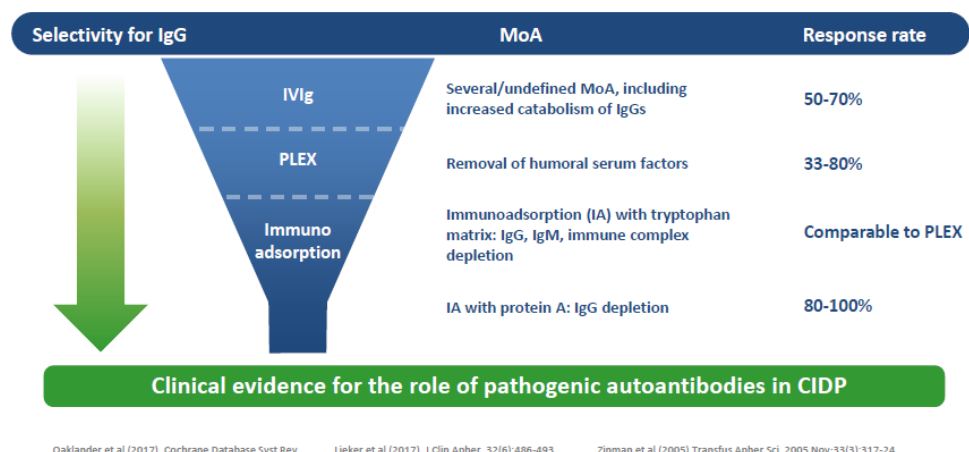 Selectivity for IgG MoA Response rate
IVIg
Several/undefined MoA, including
increased catabolism of IgGs
50-70%
PLEX
Removal of humoral serum factors
33-80%
Immuno
adsorption
Immunoadsorption (IA) with tryptophan
matrix: IgG, IgM, immune complex
depletion
Comparable to PLEX
IA with protein A: IgG depletion
80-100%
Clinical evidence for the role of pathogenic autoantibodies in CIDP
Oaklander et al (2017), Cochrane Database Syst Rev Lieker et al (2017), J Clin Apher, 32(6):486-493 Zinman et al (2005) Transfus Apher Sci. 2005 Nov;33(3):317-24